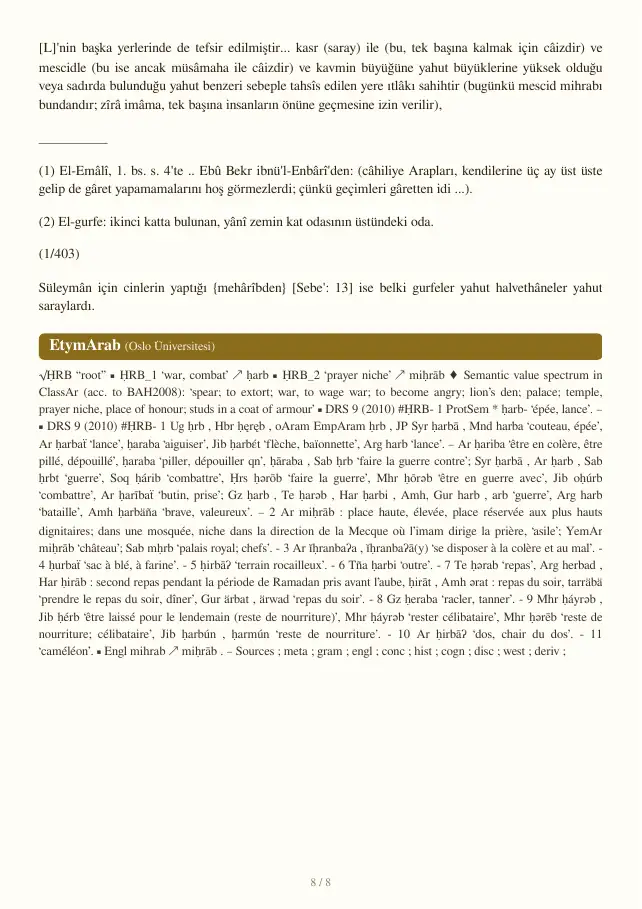 [L]'nin başka yerlerinde de tefsir edilmiştir... kasr (saray) ile (bu, tek başına kalmak için câizdir) ve
mescidle (bu ise ancak müsâmaha ile câizdir) ve kavmin büyüğüne yahut büyüklerine yüksek olduğu
veya sadırda bulunduğu yahut benzeri sebeple tahsîs edilen yere ıtlâkı sahihtir (bugünkü mescid mihrabı
bundandır; zîrâ imâma, tek başına insanların önüne geçmesine izin verilir),
(1) El-Emâlî, 1. bs. s. 4'te .. Ebû Bekr ibnü'l-Enbârî'den: (câhiliye Arapları, kendilerine üç ay üst üste
gelip de gâret yapamamalarını hoş görmezlerdi; çünkü geçimleri gâretten idi ...).
(2) El-gurfe: ikinci katta bulunan, yânî zemin kat odasının üstündeki oda.
(1/403)
Süleymân için cinlerin yaptığı {mehârîbden} [Sebe': 13] ise belki gurfeler yahut halvethâneler yahut
saraylardı.
EtymArab (Oslo Üniversitesi)
√ḤRB “root” ▪ ḤRB_1 ‘war, combat’ ↗ ḥarb ▪ ḤRB_2 ‘prayer niche’ ↗ miḥrāb ♦ Semantic value spectrum in
ClassAr (acc. to BAH2008): ‘spear; to extort; war, to wage war; to become angry; lion’s den; palace; temple,
prayer niche, place of honour; studs in a coat of armour’ ▪ DRS 9 (2010) #ḤRB- 1 ProtSem * ḥarb- ‘épée, lance’. –
▪ DRS 9 (2010) #ḤRB- 1 Ug ḥrb , Hbr ḥęręb , oAram EmpAram ḥrb , JP Syr ḥarbā , Mnd harba ‘couteau, épée’,
Ar ḥarbaẗ ‘lance’, ḥaraba ‘aiguiser’, Jib ḥarbét ‘flèche, baïonnette’, Arg harb ‘lance’. – Ar ḥariba ‘être en colère, être
pillé, dépouillé’, ḥaraba ‘piller, dépouiller qn’, ḥāraba , Sab ḥrb ‘faire la guerre contre’; Syr ḥarbā , Ar ḥarb , Sab
ḥrbt ‘guerre’, Soq ḥárib ‘combattre’, Ḥrs ḥərōb ‘faire la guerre’, Mhr ḥōrəb ‘être en guerre avec’, Jib oḥúrb
‘combattre’, Ar ḥarībaẗ ‘butin, prise’; Gz ḥarb , Te ḥarəb , Har ḥarbi , Amh, Gur harb , arb ‘guerre’, Arg harb
‘bataille’, Amh ḥarbäña ‘brave, valeureux’. – 2 Ar miḥrāb : place haute, élevée, place réservée aux plus hauts
dignitaires; dans une mosquée, niche dans la direction de la Mecque où l’imam dirige la prière, ‘asile’; YemAr
miḥrāb ‘château’; Sab mḥrb ‘palais royal; chefs’. - 3 Ar ĭḥranbaʔa , ĭḥranbaʔā(y) ‘se disposer à la colère et au mal’. -
4 ḥurbaẗ ‘sac à blé, à farine’. - 5 ḥirbāʔ ‘terrain rocailleux’. - 6 Tña ḥarbi ‘outre’. - 7 Te ḥərab ‘repas’, Arg herbad ,
Har ḥirāb : second repas pendant la période de Ramadan pris avant l’aube, ḥirāt , Amh ərat : repas du soir, tarräbä
‘prendre le repas du soir, dîner’, Gur ärbat , ärwad ‘repas du soir’. - 8 Gz ḥeraba ‘racler, tanner’. - 9 Mhr ḥáyrəb ,
Jib ḥérb ‘être laissé pour le lendemain (reste de nourriture)’, Mhr ḥáyrəb ‘rester célibataire’, Mhr ḥərēb ‘reste de
nourriture; célibataire’, Jib ḥarbún , ḥarmún ‘reste de nourriture’. - 10 Ar ḥirbāʔ ‘dos, chair du dos’. - 11
‘caméléon’. ▪ Engl mihrab ↗ miḥrāb . – Sources ; meta ; gram ; engl ; conc ; hist ; cogn ; disc ; west ; deriv ;
8 / 8